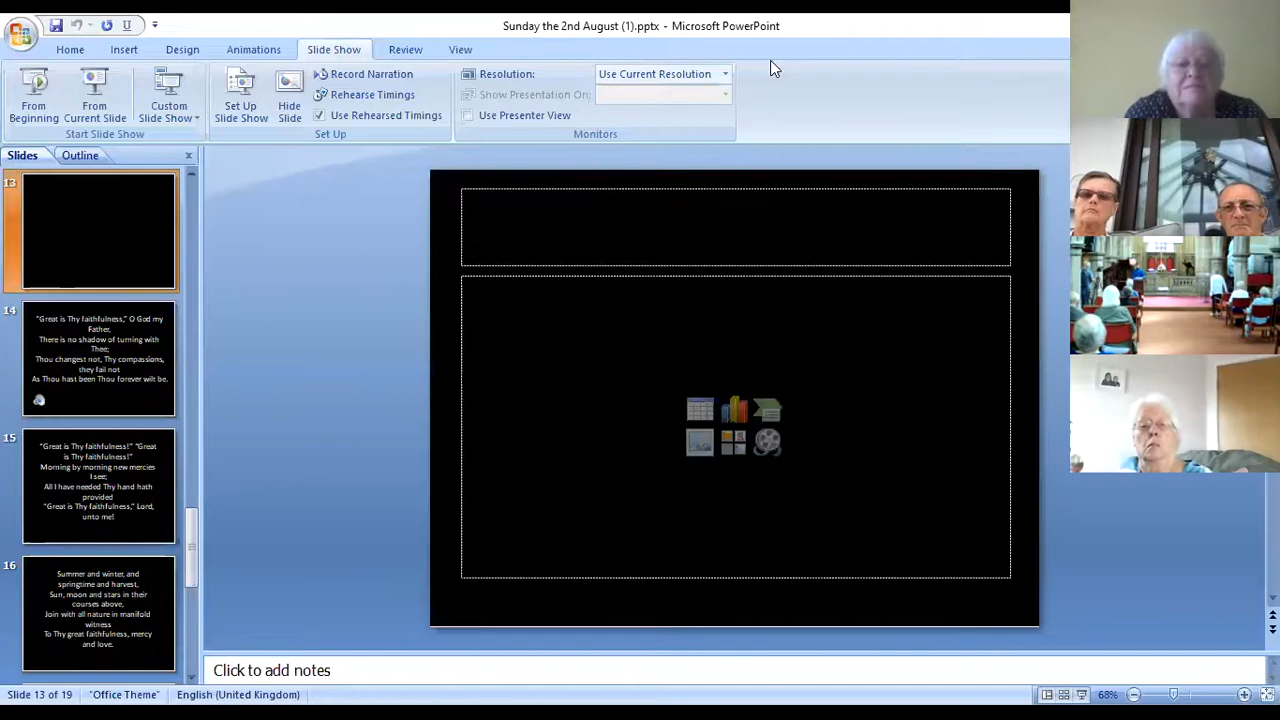 Sunday the 2nd August (1).pptx - Microsoft PowerPoint
Home Insert Design Animations Slide Show Review View
From Beginning
From Current Slide
Custom Slide Show
Start Slide Show
Set Up Slide Show
Hide Slide
Record Narration
Rehearse Timings
Use Rehearsed Timings
Set Up
Resolution: Use Current Resolution
Show Presentation On:
Use Presenter View
Monitors
Slides Outline
13
14
“Great is Thy faithfulness,” O God my
Father,
There is no shadow of turning with
Thee;
Thou changest not, Thy compassions,
they fail not
As Thou hast been Thou forever wilt be.
15
“Great is Thy faithfulness!” “Great
is Thy faithfulness!”
Morning by morning new mercies
I see;
All I have needed Thy hand hath
provided
“Great is Thy faithfulness,” Lord,
unto me!
16
Summer and winter, and
springtime and harvest,
Sun, moon and stars in their
courses above,
Join with all nature in manifold
witness
To Thy great faithfulness, mercy
and love.
Click to add notes
Slide 13 of 19 "Office Theme" English (United Kingdom) 68%